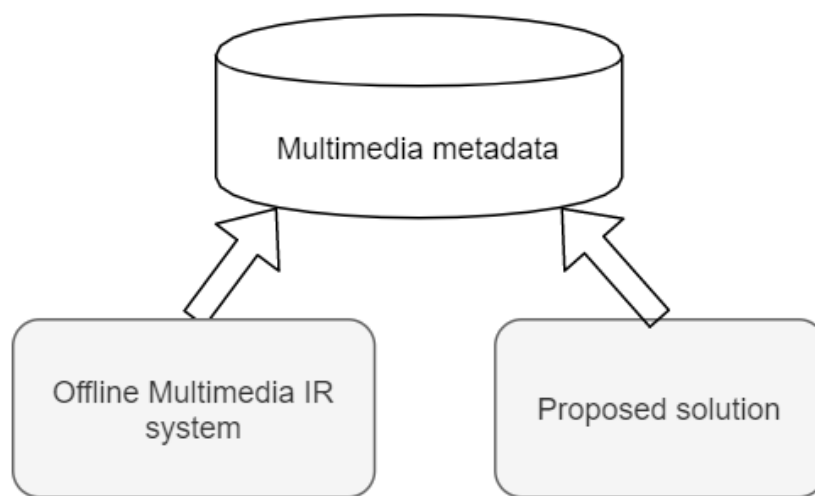 Multimedia metadata
Offline Multimedia IR
system
Proposed solution